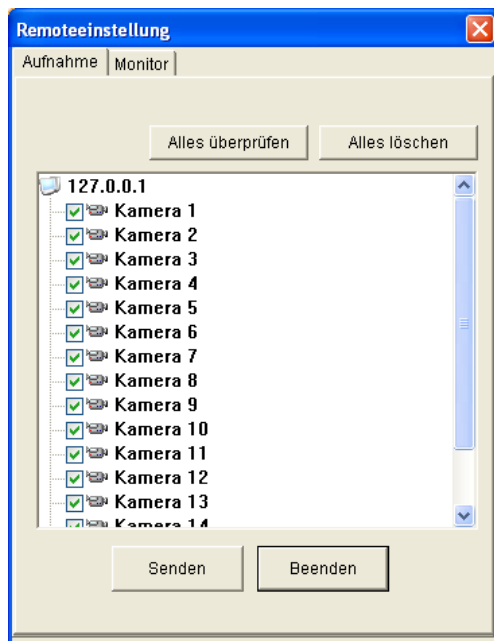 Remoteeinstellung
Aufnahme Monitor
Alles überprüfen Alles löschen
127.0.0.1
Kamera 1
Kamera 2
Kamera 3
Kamera 4
Kamera 5
Kamera 6
Kamera 7
Kamera 8
Kamera 9
Kamera 10
Kamera 11
Kamera 12
Kamera 13
Kamera 14
Senden Beenden